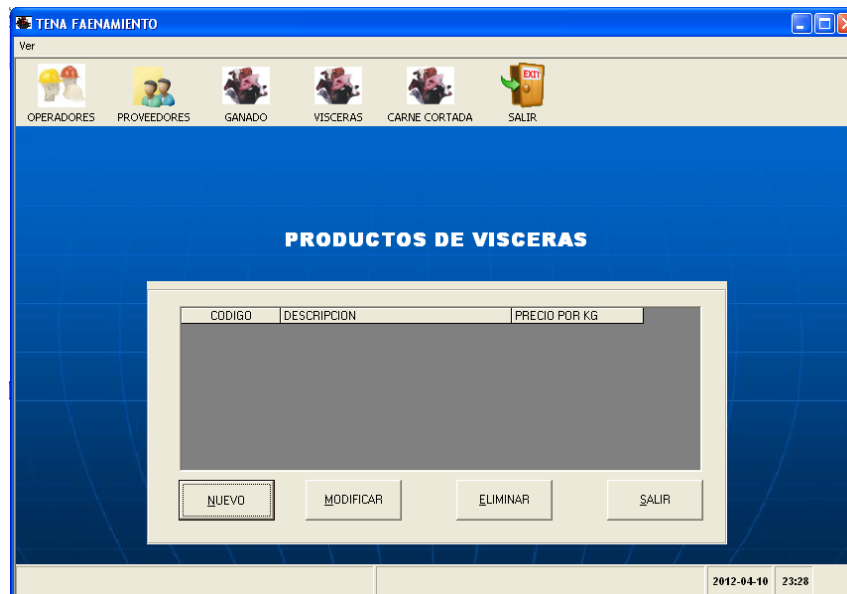 TENA FAENAMIENTO
Ver
EXIT
OPERADORES PROVEEDORES GANADO VISCERAS CARNE CORTADA SALIR
PRODUCTOS DE VISCERAS
CODIGO DESCRIPCION PRECIO POR KG
NUEVO MODIFICAR ELIMINAR SALIR
2012-04-10 23:28